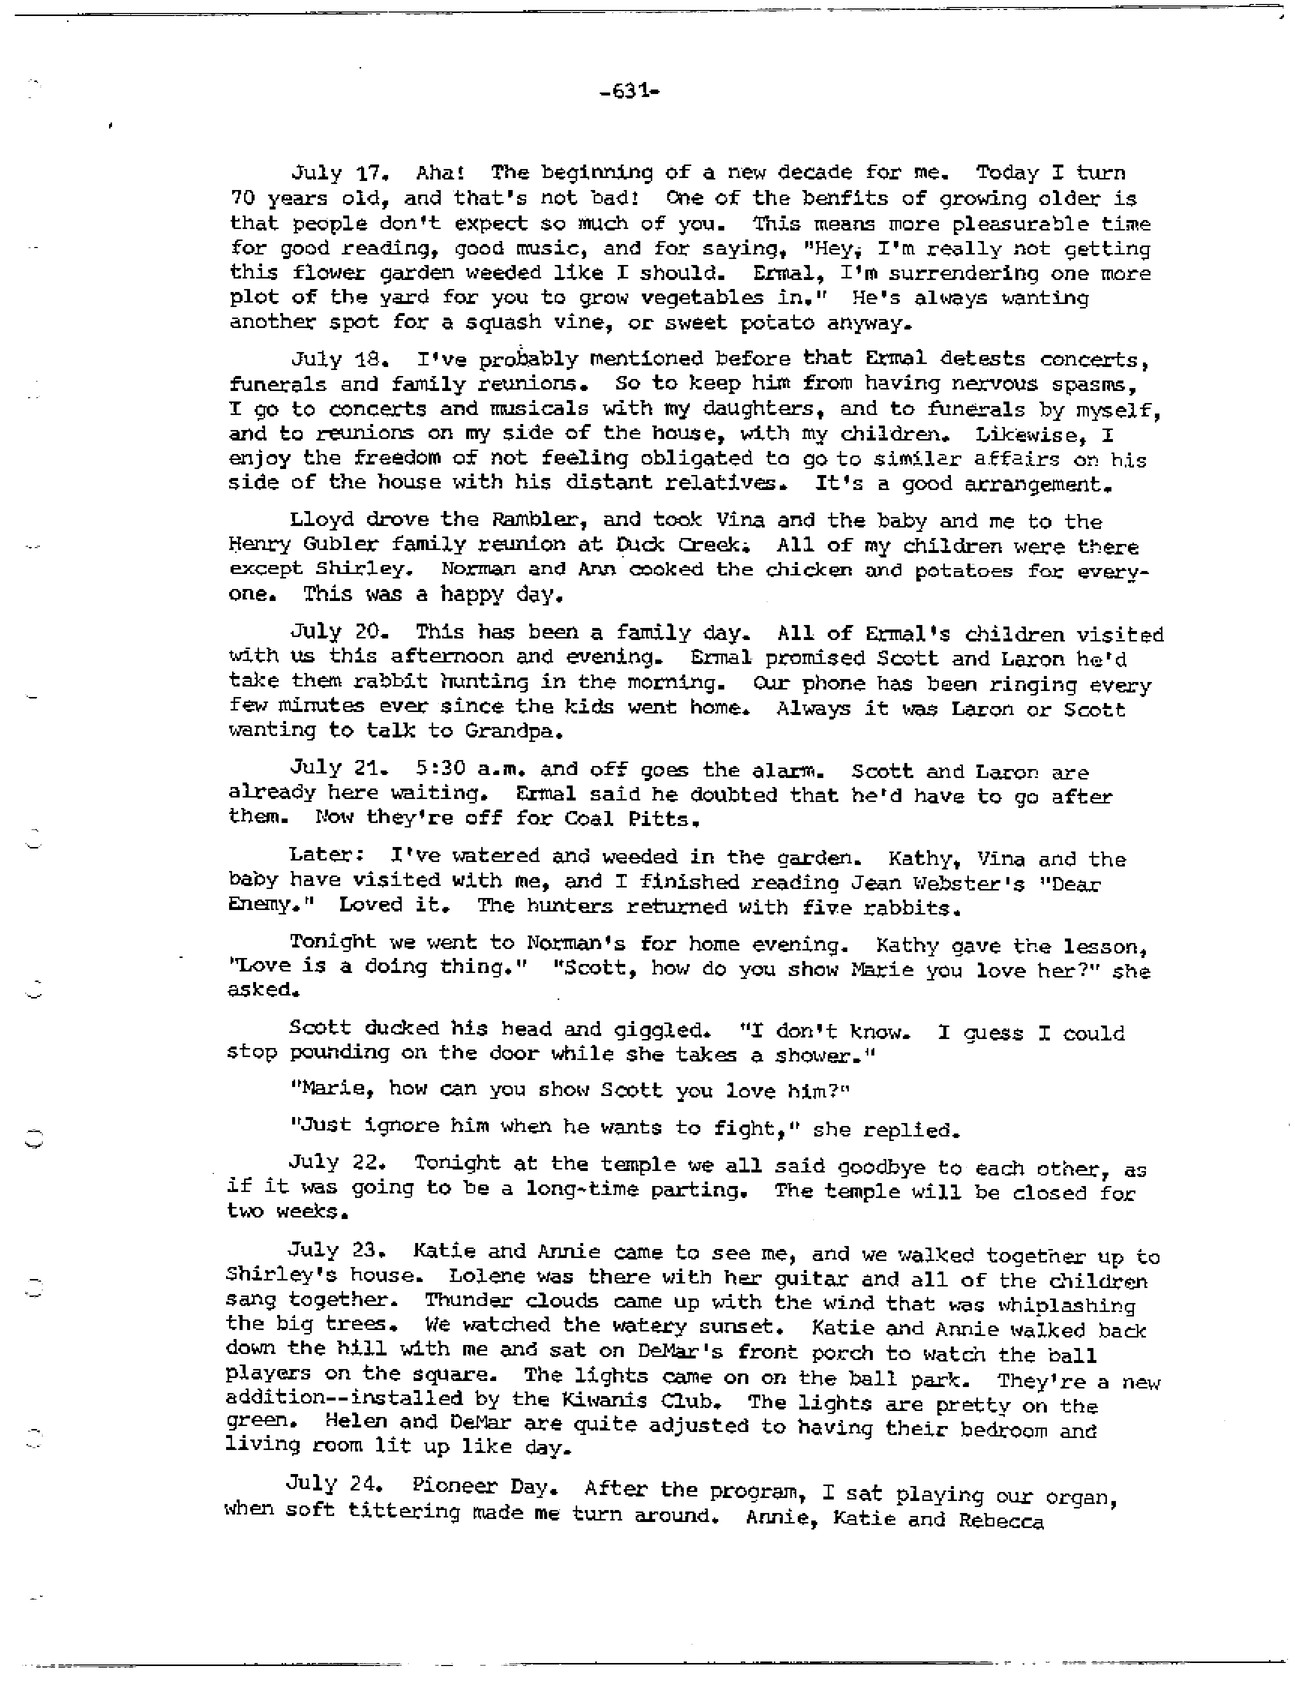 -631-
July 17. Aha! The beginning of a new decade for me. Today I turn
70 years old, and that's not bad! One of the benfits of growing older is
that people don't expect so much of you. This means more pleasurable time
for good reading, good music, and for saying, "Hey, I'm really not getting
this flower garden weeded like I should. Ermal, I'm surrendering one more
plot of the yard for you to grow vegetables in." He's always wanting
another spot for a squash vine, or sweet potato anyway.
July 18. I've probably mentioned before that Ermal detests concerts,
funerals and family reunions. So to keep him from having nervous spasms,
I go to concerts and musicals with my daughters, and to funerals by myself,
and to reunions on my side of the house, with my children. Likewise, I
enjoy the freedom of not feeling obligated to go to similar affairs on his
side of the house with his distant relatives. It's a good arrangement.
Lloyd drove the Rambler, and took Vina and the baby and me to the
Henry Gubler family reunion at Duck Creek. All of my children were there
except Shirley. Norman and Ann cooked the chicken and potatoes for every-
one. This was a happy day.
July 20. This has been a family day. All of Ermal's children visited
with us this afternoon and evening. Ermal promised Scott and Laron he'd
take them rabbit hunting in the morning. Our phone has been ringing every
few minutes ever since the kids went home. Always it was Laron or Scott
wanting to talk to Grandpa.
July 21. 5:30 a.m. and off goes the alarm. Scott and Laron are
already here waiting. Ermal said he doubted that he'd have to go after
them. Now they're off for Coal Pitts.
Later: I've watered and weeded in the garden. Kathy, Vina and the
baby have visited with me, and I finished reading Jean Webster's "Dear
Enemy." Loved it. The hunters returned with five rabbits.
Tonight we went to Norman's for home evening. Kathy gave the lesson,
"Love is a doing thing." "Scott, how do you show Marie you love her?" she
asked.
Scott ducked his head and giggled. "I don't know. I guess I could
stop pounding on the door while she takes a shower."
"Marie, how can you show Scott you love him?"
"Just ignore him when he wants to fight," she replied.
July 22. Tonight at the temple we all said goodbye to each other, as
if it was going to be a long-time parting. The temple will be closed for
two weeks.
July 23. Katie and Annie came to see me, and we walked together up to
Shirley's house. Lolene was there with her guitar and all of the children
sang together. Thunder clouds came up with the wind that was whiplashing
the big trees. We watched the watery sunset. Katie and Annie walked back
down the hill with me and sat on DeMar's front porch to watch the ball
players on the square. The lights came on on the ball park. They're a new
addition--installed by the Kiwanis Club. The lights are pretty on the
green. Helen and DeMar are quite adjusted to having their bedroom and
living room lit up like day.
July 24. Pioneer Day. After the program, I sat playing our organ,
when soft tittering made me turn around. Annie, Katie and Rebecca